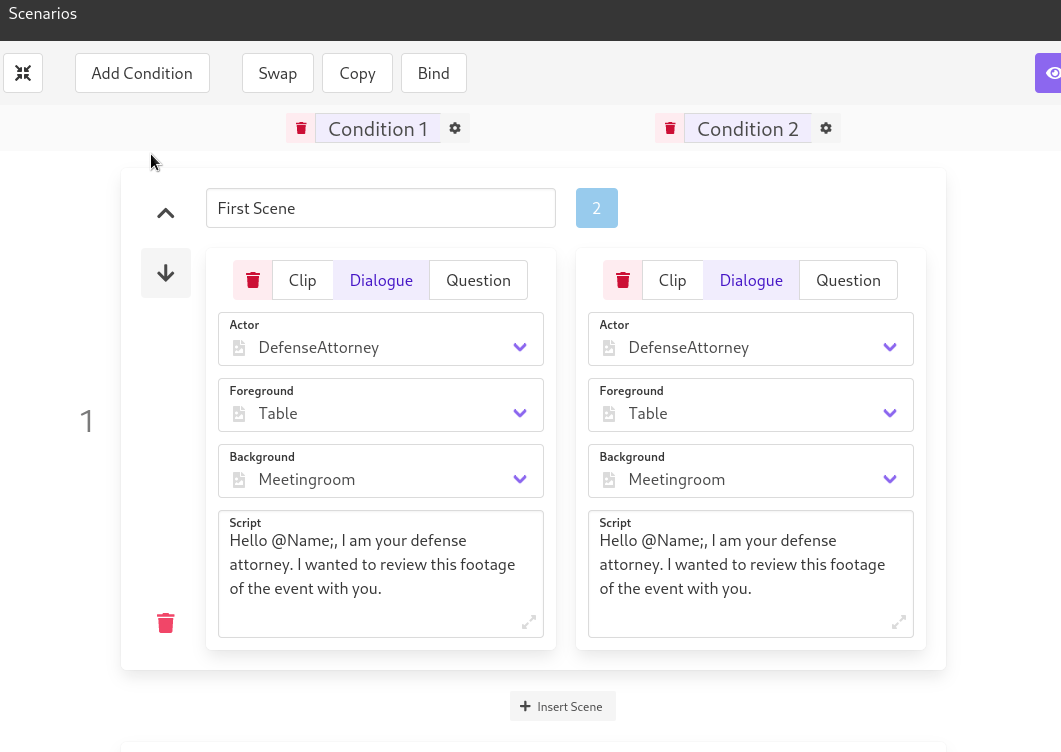 Scenarios
Add Condition
Swap
Copy
Bind
Condition 1
Condition 2
First Scene
2
Clip
Dialogue
Question
Clip
Dialogue
Question
1
Actor
DefenseAttorney
Foreground
Table
Background
Meetingroom
Script
Hello @Name;, I am your defense
attorney. I wanted to review this footage
of the event with you.
Actor
DefenseAttorney
Foreground
Table
Background
Meetingroom
Script
Hello @Name;, I am your defense
attorney. I wanted to review this footage
of the event with you.
Insert Scene